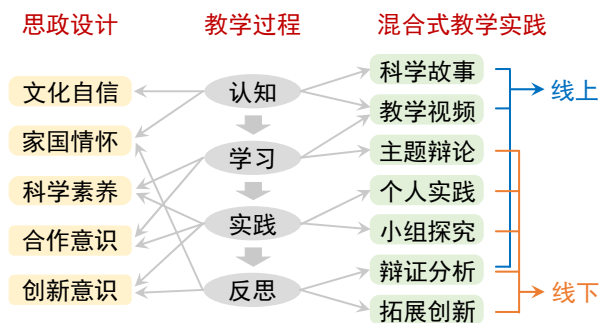 思政设计 教学过程 混合式教学实践
文化自信
家国情怀
科学素养
合作意识
创新意识
认知
学习
实践
反思
科学故事
教学视频
主题辩论
个人实践
小组探究
辩证分析
拓展创新
线上
线下